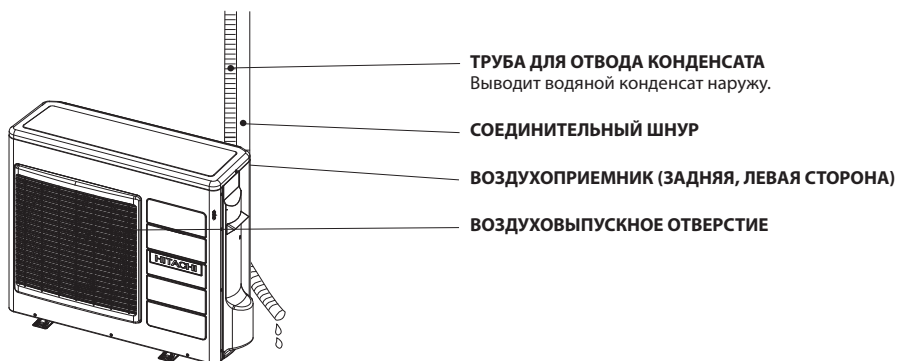 ТРУБА ДЛЯ ОТВОДА КОНДЕНСАТА
Выводит водяной конденсат наружу.
СОЕДИНИТЕЛЬНЫЙ ШНУР
ВОЗДУХОПРИЕМНИК (ЗАДНЯЯ, ЛЕВАЯ СТОРОНА)
ВОЗДУХОВЫПУСКНОЕ ОТВЕРСТИЕ
HITACHI